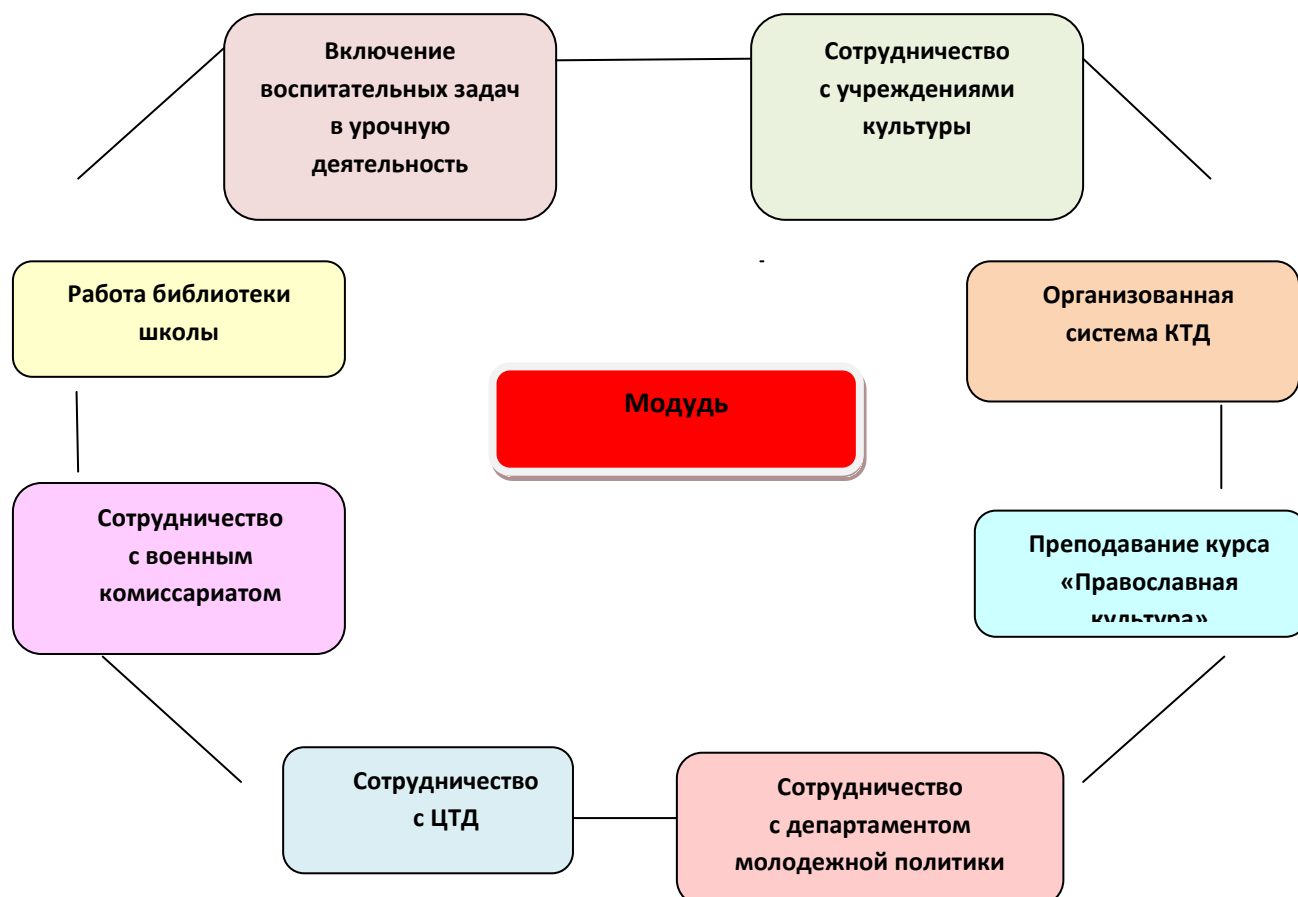 Включение
воспитательных задач
в урочную
деятельность
Сотрудничество
с учреждениями
культуры
-
Работа библиотеки
школы
Организованная
система КТД
Модудь
Сотрудничество
с военным
комиссариатом
Преподавание курса
«Православная
культура»
Сотрудничество
с ЦТД
Сотрудничество
с департаментом
молодежной политики